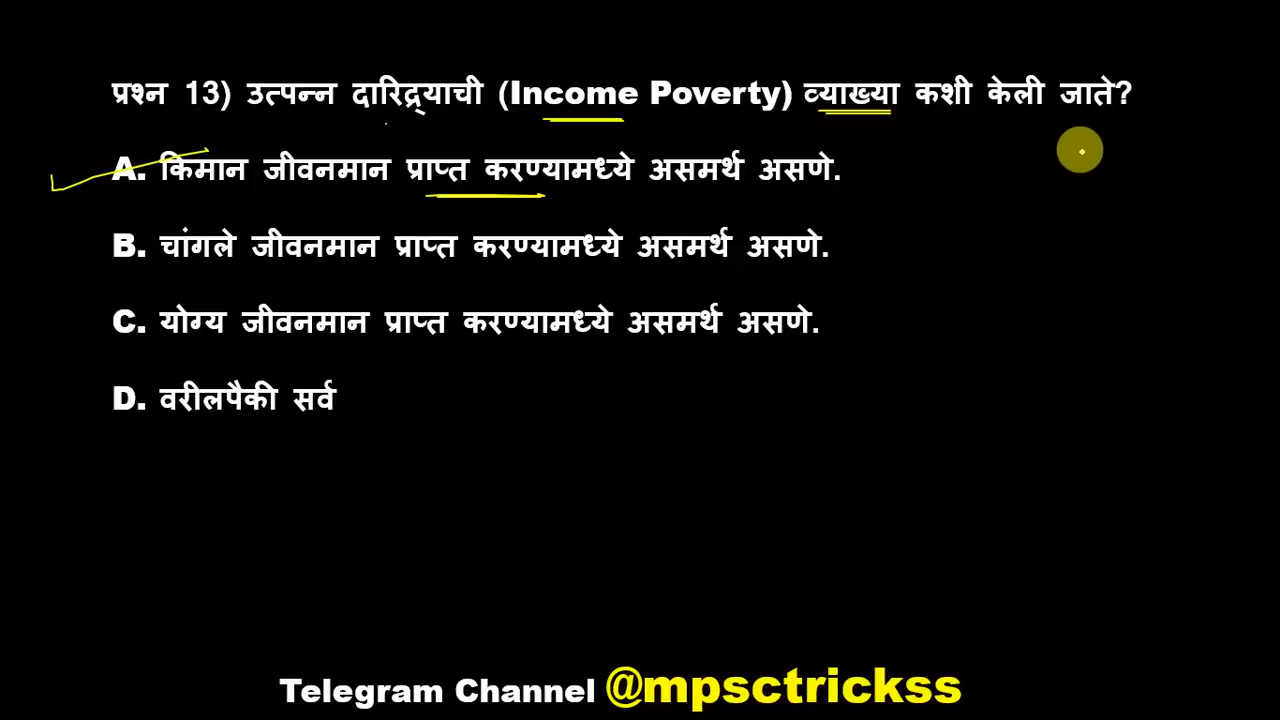 प्रश्न 13) उत्पन्न दारिद्र्याची (Income Poverty) व्याख्या कशी केली जाते?
A. किमान जीवनमान प्राप्त करण्यामध्ये असमर्थ असणे.
B. चांगले जीवनमान प्राप्त करण्यामध्ये असमर्थ असणे.
C. योग्य जीवनमान प्राप्त करण्यामध्ये असमर्थ असणे.
D. वरीलपैकी सर्व
Telegram Channel @mpsctrickss